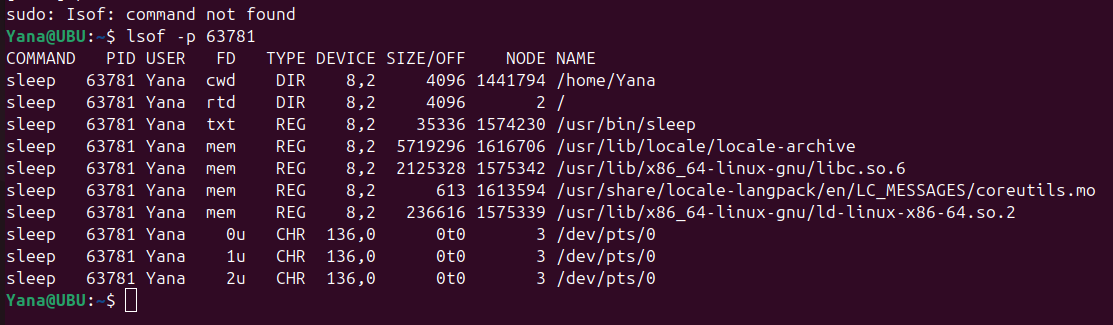 sudo: Isof: command not found
Yana@UBU:~$ lsof -p 63781
COMMAND   PID USER   FD   TYPE DEVICE SIZE/OFF    NODE NAME
sleep   63781 Yana  cwd    DIR    8,2     4096 1441794 /home/Yana
sleep   63781 Yana  rtd    DIR    8,2     4096       2 /
sleep   63781 Yana  txt    REG    8,2    35336 1574230 /usr/bin/sleep
sleep   63781 Yana  mem    REG    8,2  5719296 1616706 /usr/lib/locale/locale-archive
sleep   63781 Yana  mem    REG    8,2  2125328 1575342 /usr/lib/x86_64-linux-gnu/libc.so.6
sleep   63781 Yana  mem    REG    8,2      613 1613594 /usr/share/locale-langpack/en/LC_MESSAGES/coreutils.mo
sleep   63781 Yana  mem    REG    8,2   236616 1575339 /usr/lib/x86_64-linux-gnu/ld-linux-x86-64.so.2
sleep   63781 Yana    0u   CHR  136,0      0t0       3 /dev/pts/0
sleep   63781 Yana    1u   CHR  136,0      0t0       3 /dev/pts/0
sleep   63781 Yana    2u   CHR  136,0      0t0       3 /dev/pts/0
Yana@UBU:~$